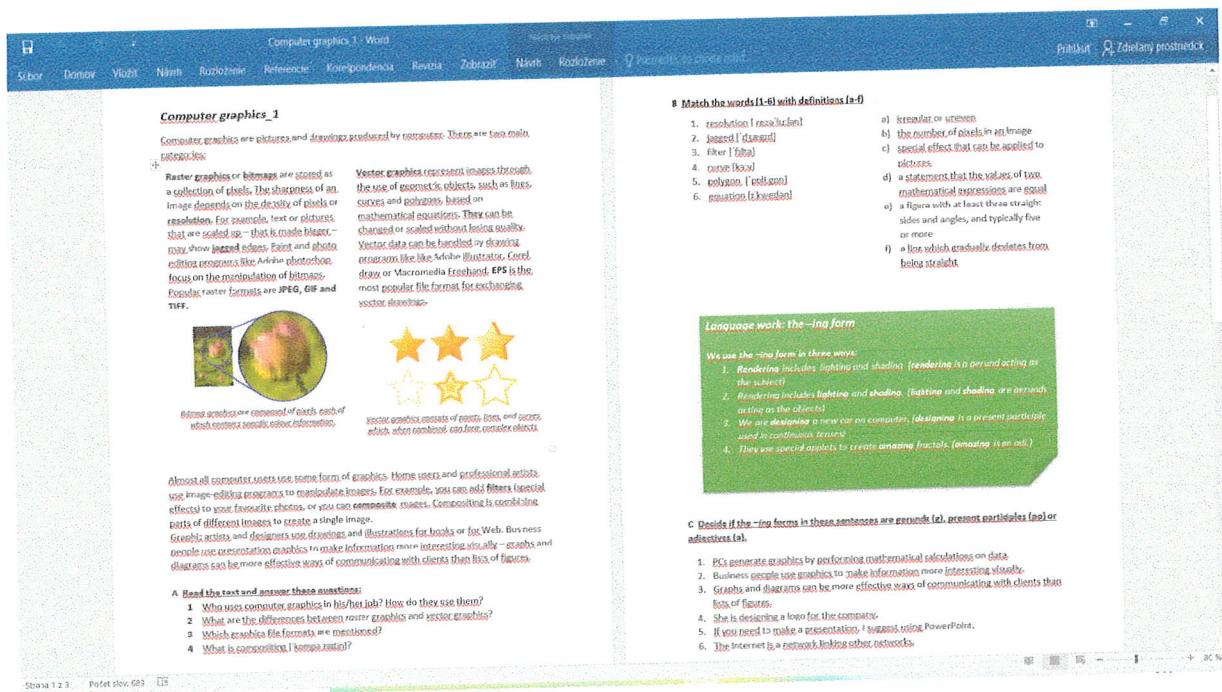 Computer graphics_1 - Word
Súbor Domov Vložiť Návrh Rozloženie Referencie Korešpondencia Revízia Zobraziť Návrh Rozloženie
Prihlásiť Zdieľaný prostriedok
Computer graphics_1
Computer graphics are pictures and drawings produced by computer. There are two main
categories:
Raster graphics or bitmaps are stored as
a collection of pixels. The sharpness of an
image depends on the density of pixels or
resolution. For example, text or pictures
that are scaled up – that is made bigger –
may show jagged edges. Paint and photo
editing programs like Adobe photoshop
focus on the manipulation of bitmaps.
Popular raster formats are JPEG, GIF and
TIFF.
Vector graphics represent images through
the use of geometric objects, such as lines,
curves and polygons, based on
mathematical equations. They can be
changed or scaled without losing quality.
Vector data can be handled by drawing
programs like like Adobe Illustrator, Corel
draw or Macromedia Freehand. EPS is the
most popular file format for exchanging
vector drawings.
Bitmap graphics are composed of pixels, each of
which contains specific colour information.
Vector graphics consists of points, lines, and curves
which, when combined, can form complex objects
Almost all computer users use some form of graphics. Home users and professional artists
use image-editing programs to manipulate images. For example, you can add filters (special
effects) to your favourite photos, or you can composite images. Compositing is combining
parts of different images to create a single image.
Graphic artists and designers use drawings and illustrations for books or for Web. Business
people use presentation graphics to make information more interesting visually – graphs and
diagrams can be more effective ways of communicating with clients than lists of figures.
A Read the text and answer these questions:
1 Who uses computer graphics in his/her job? How do they use them?
2 What are the differences between raster graphics and vector graphics?
3 Which graphics file formats are mentioned?
4 What is compositing
B Match the words (1-6) with definitions (a-f)
1. resolution
2. jagged
3. filter
4. curve
5. polygon
6. equation
a) irregular or uneven
b) the number of pixels in an image
c) special effect that can be applied to
pictures
d) a statement that the values of two
mathematical expressions are equal
e) a figure with at least three straight
sides and angles, and typically five
or more
f) a line which gradually deviates from
being straight
Language work: the –ing form
We use the –ing form in three ways:
1. Rendering includes lighting and shading (rendering is a gerund acting as
the subject)
2. Rendering includes lighting and shading. (lighting and shading are gerunds
acting as the objects)
3. We are designing a new car on computer. (designing is a present participle
used in continuous tenses)
4. They use special applets to create amazing fractals. (amazing is an adj.)
C Decide if the –ing forms in these sentences are gerunds (g), present participles (pp) or
adjectives (a).
1. PCs generate graphics by performing mathematical calculations on data.
2. Business people use graphics to make information more interesting visually.
3. Graphs and diagrams can be more effective ways of communicating with clients than
lists of figures.
4. She is designing a logo for the company.
5. If you need to make a presentation, I suggest using PowerPoint.
6. The Internet is a network linking other networks.
Strana 1 z 3 Počet slov: 683
80 %